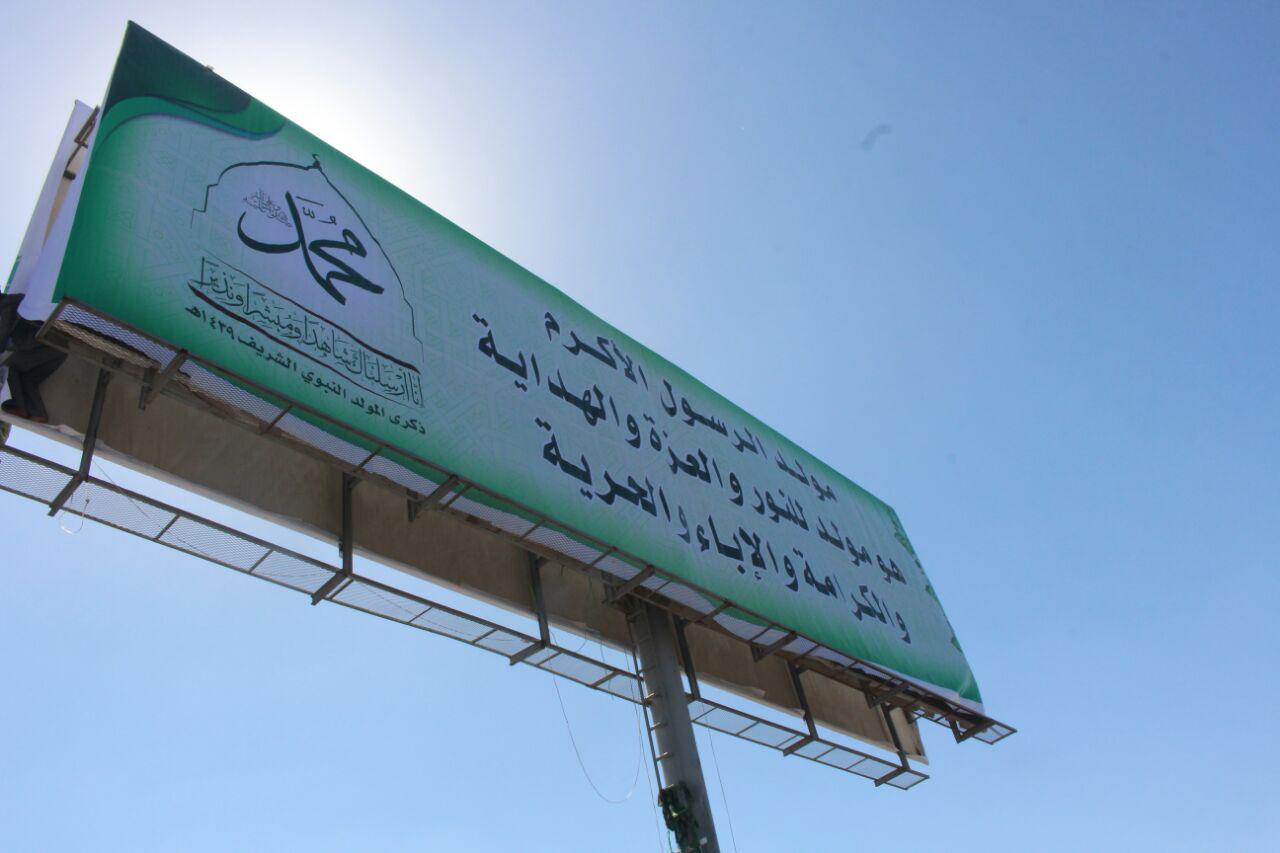 مولد الرسول الأكرم
هو مولد للنور والعزة والهداية
والكرامة والإباء والحرية
محمد
إنا أرسلناك شاهدا ومبشرا ونذيرا
ذكرى المولد النبوي الشريف ١٤٣٩هـ